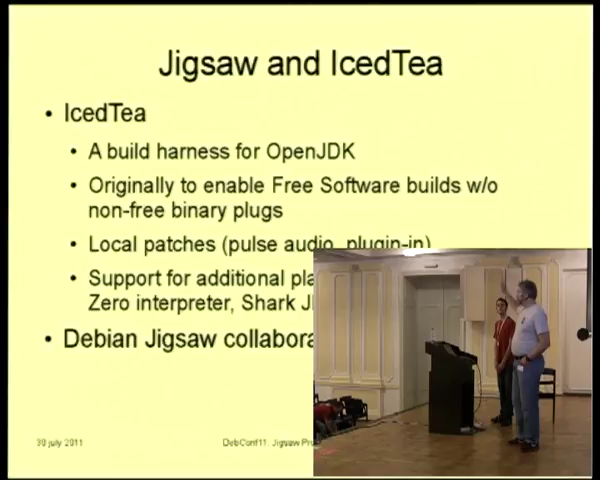 Jigsaw and IcedTea
• IcedTea
• A build harness for OpenJDK
• Originally to enable Free Software builds w/o
non-free binary plugs
• Local patches (pulse audio, plugin-in)
• Support for additional pla
Zero interpreter, Shark J
• Debian Jigsaw collabora
30 july 2011
DebConf11: Jigsaw Pr